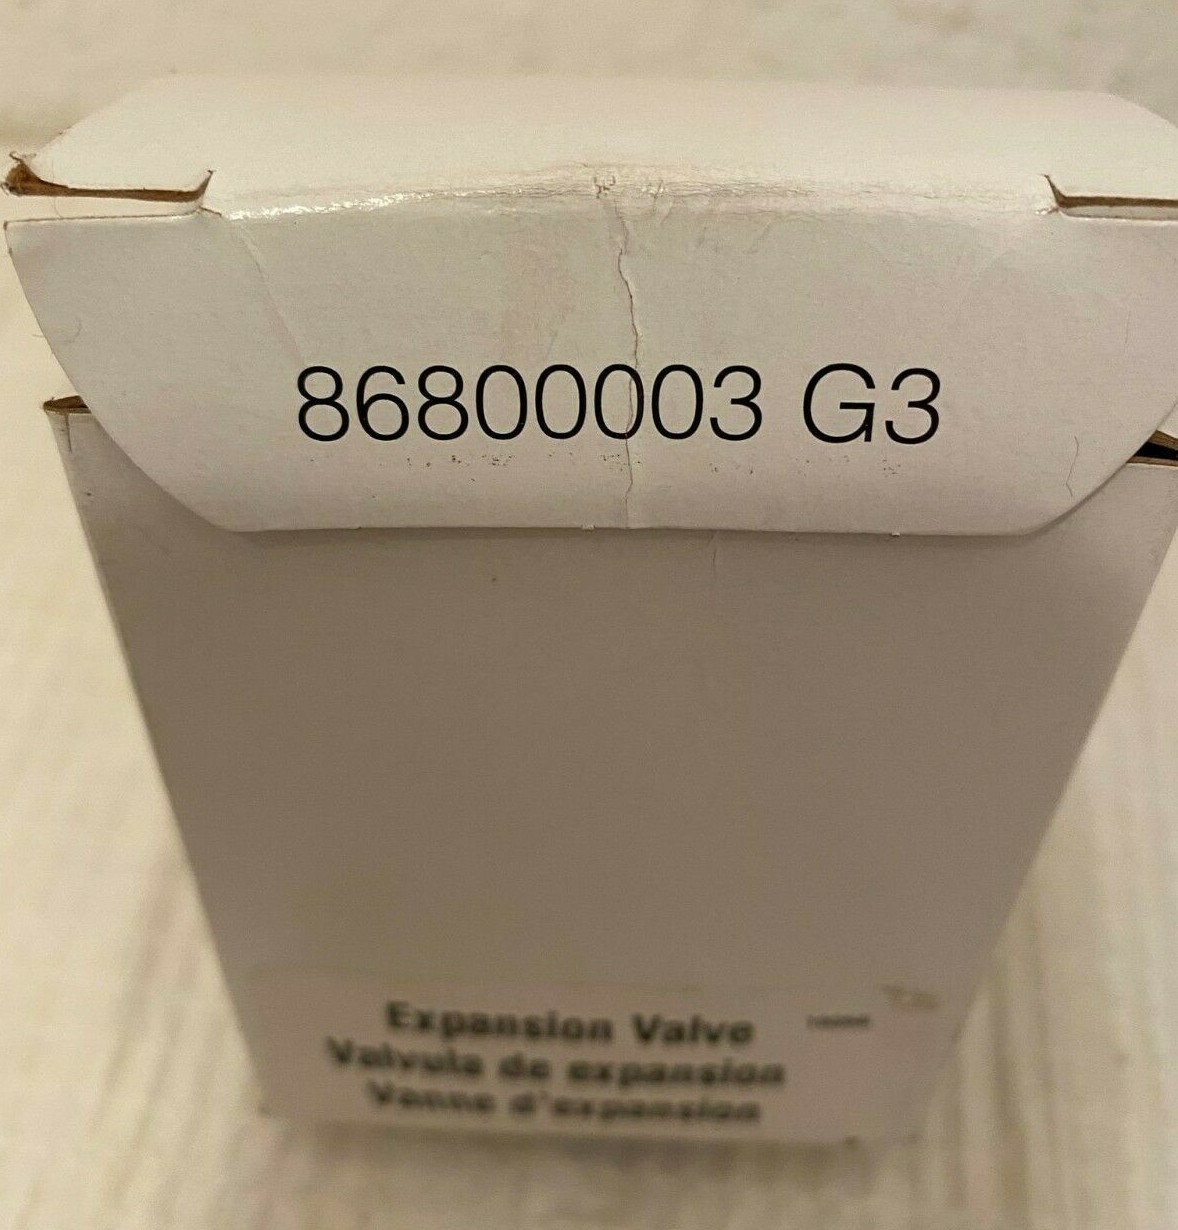 86800003 G3
Expansion Valve
Valvula de expansion
Vanne d'expansion